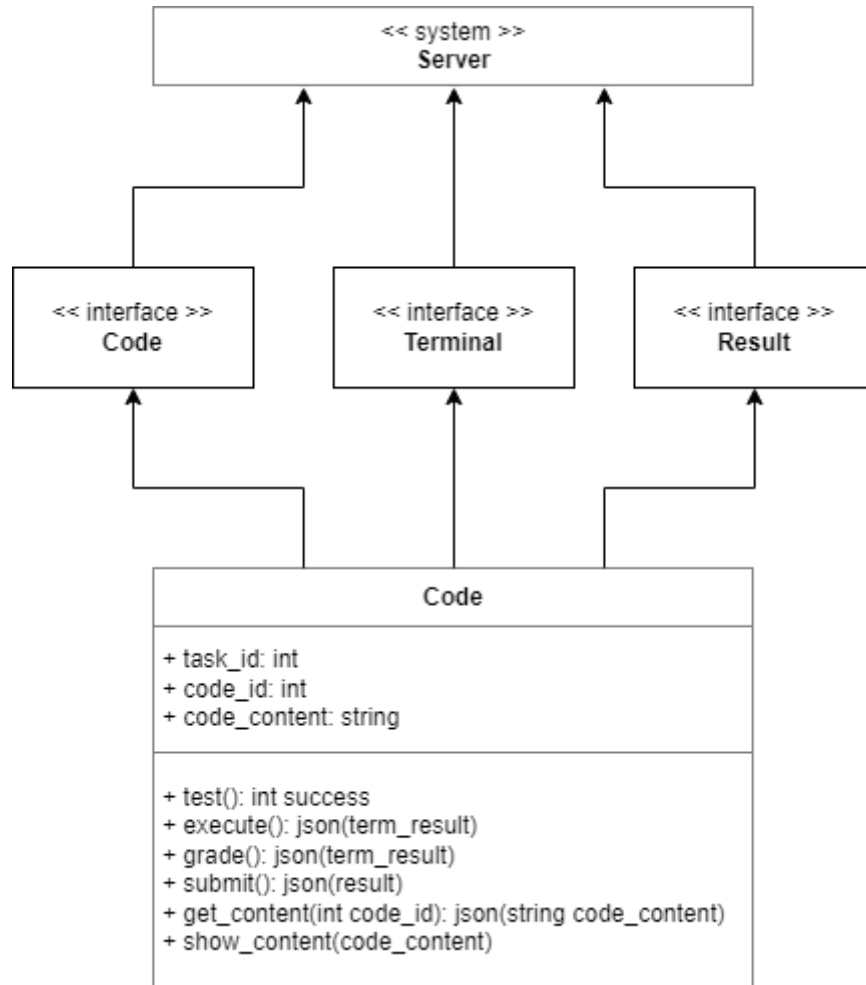 << system >>
Server
<< interface >>
Code
<< interface >>
Terminal
<< interface >>
Result
Code
+ task_id: int
+ code_id: int
+ code_content: string
+ test(): int success
+ execute(): json(term_result)
+ grade(): json(term_result)
+ submit(): json(result)
+ get_content(int code_id): json(string code_content)
+ show_content(code_content)